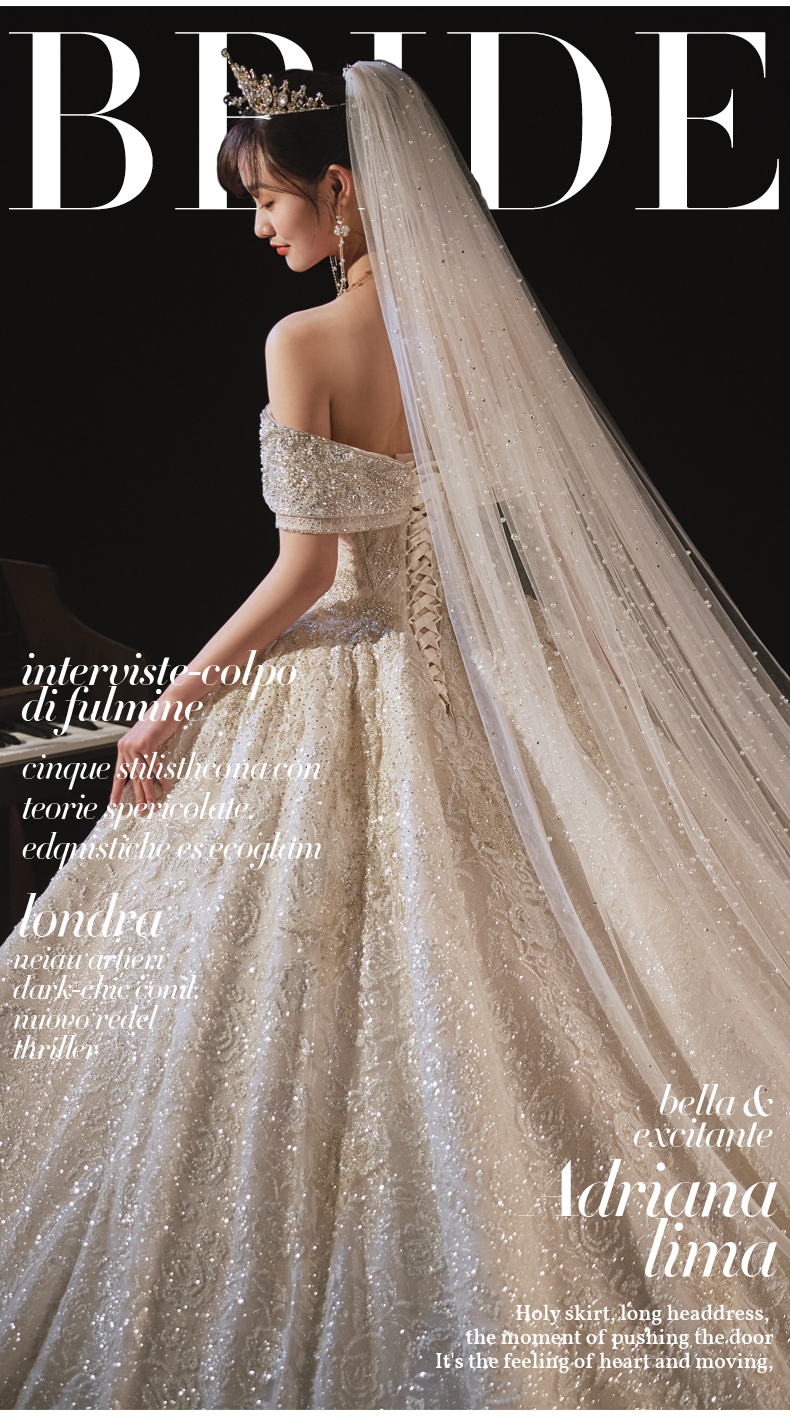 BRIDE
interviste-colpo
di fulmine
cinque stilisthcona con
teorie spericolate.
edqnistiche es ecoglam
londra
neiau artieri
dark-chic conil.
nuovo redel
thriller
bella &
excitante
Adriana
lima
Holy skirt, long headdress,
the moment of pushing the door
It's the feeling of heart and moving,